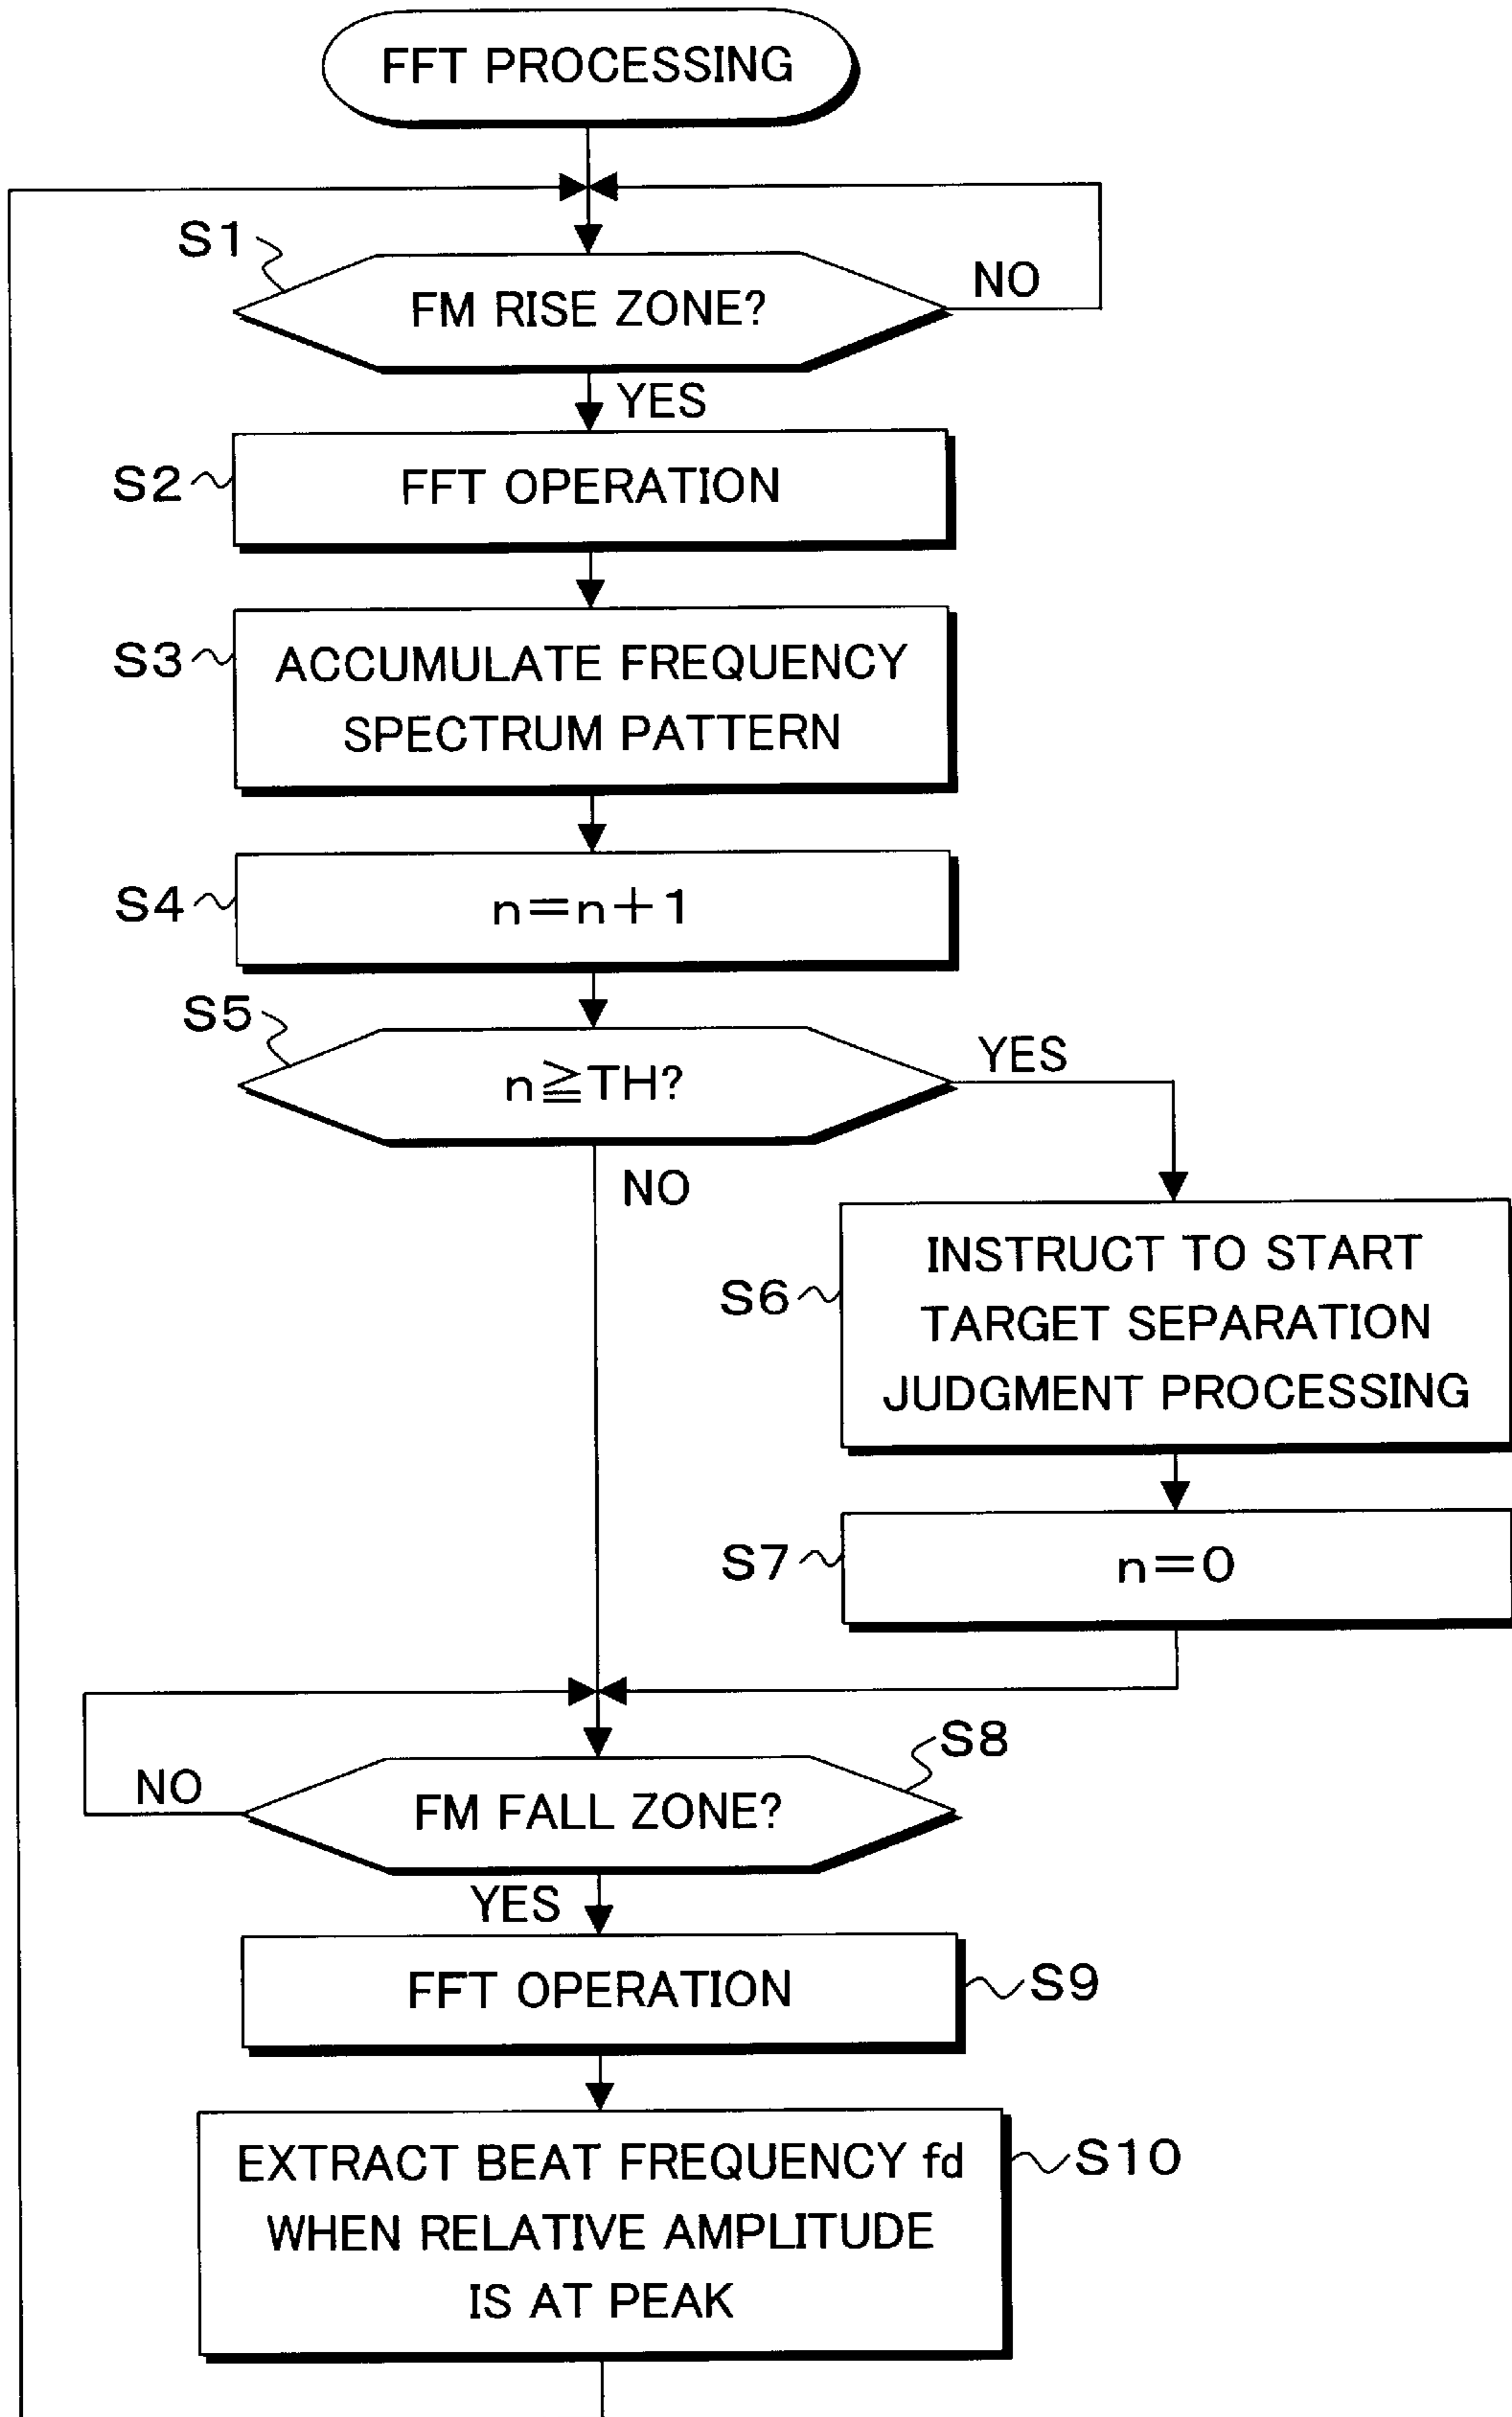 FFT PROCESSING
S1
FM RISE ZONE?
NO
YES
S2
FFT OPERATION
S3
ACCUMULATE FREQUENCY
SPECTRUM PATTERN
S4
n=n+1
S5
n≧TH?
YES
NO
S6
INSTRUCT TO START
TARGET SEPARATION
JUDGMENT PROCESSING
S7
n=0
S8
NO
FM FALL ZONE?
YES
FFT OPERATION
S9
EXTRACT BEAT FREQUENCY fd
WHEN RELATIVE AMPLITUDE
IS AT PEAK
S10